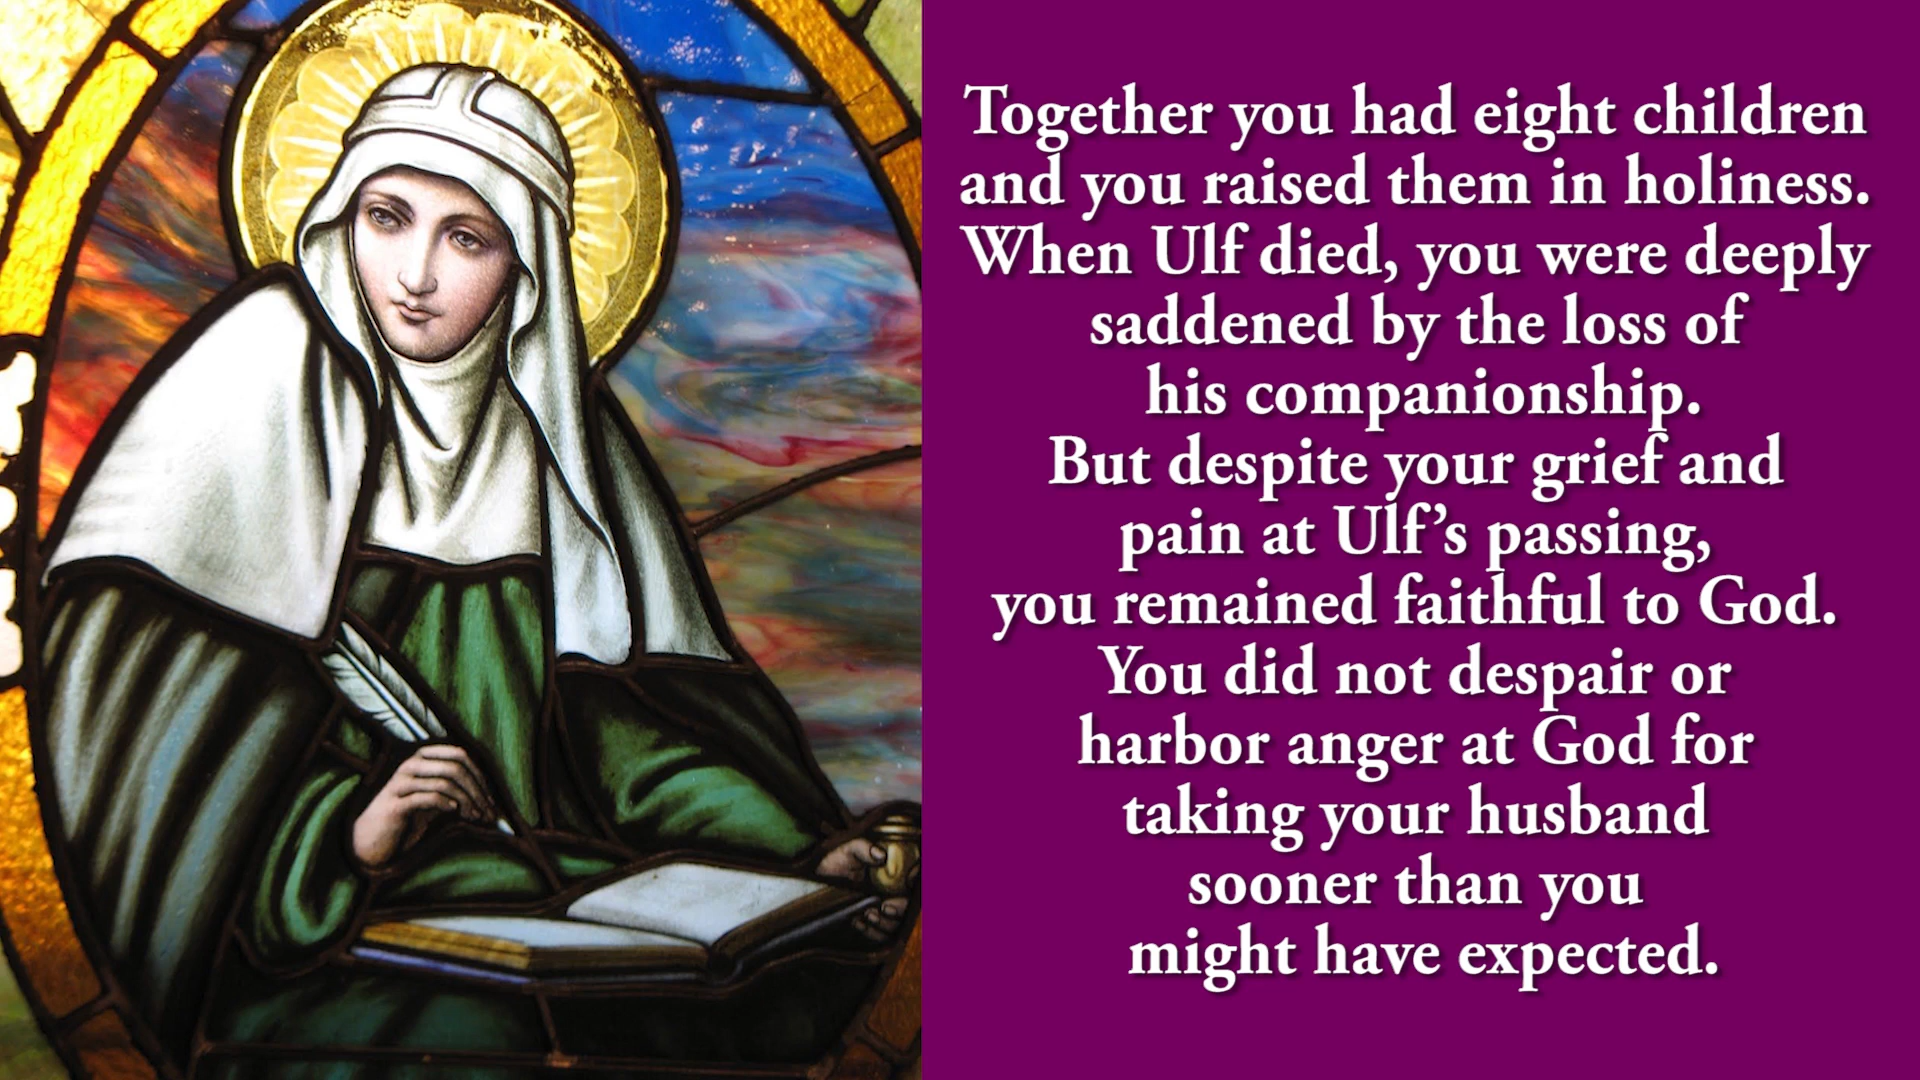 Together you had eight children
and you raised them in holiness.
When Ulf died, you were deeply
saddened by the loss of
his companionship.
But despite your grief and
pain at Ulf’s passing,
you remained faithful to God.
You did not despair or
harbor anger at God for
taking your husband
sooner than you
might have expected.